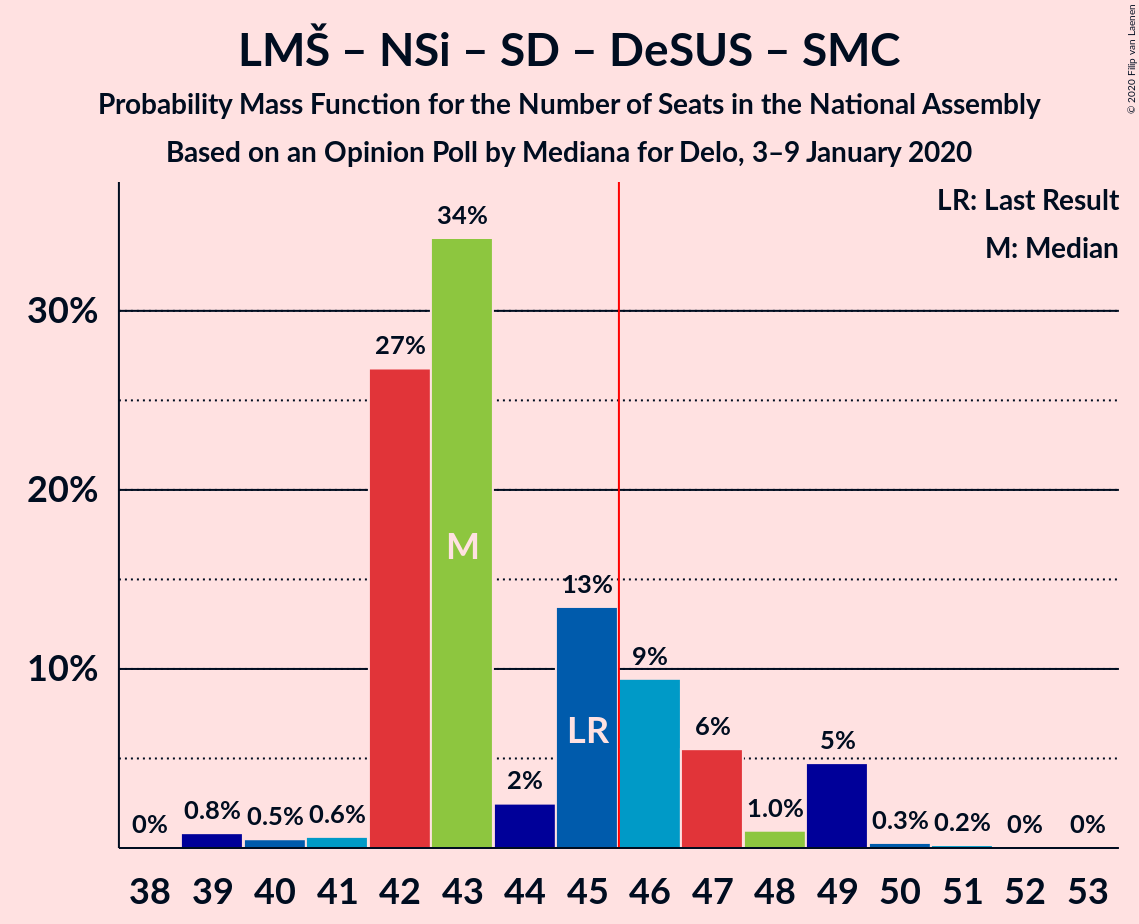 LMŠ – NSi – SD – DeSUS – SMC
Probability Mass Function for the Number of Seats in the National Assembly
Based on an Opinion Poll by Mediana for Delo, 3–9 January 2020
© 2020 Filip van Laenen
LR: Last Result
M: Median
30%
20%
10%
0%
0.8%
0.5%
0.6%
27%
34%
2%
13%
9%
6%
1.0%
5%
0.3%
0.2%
0%
0%
M
LR
38 39 40 41 42 43 44 45 46 47 48 49 50 51 52 53